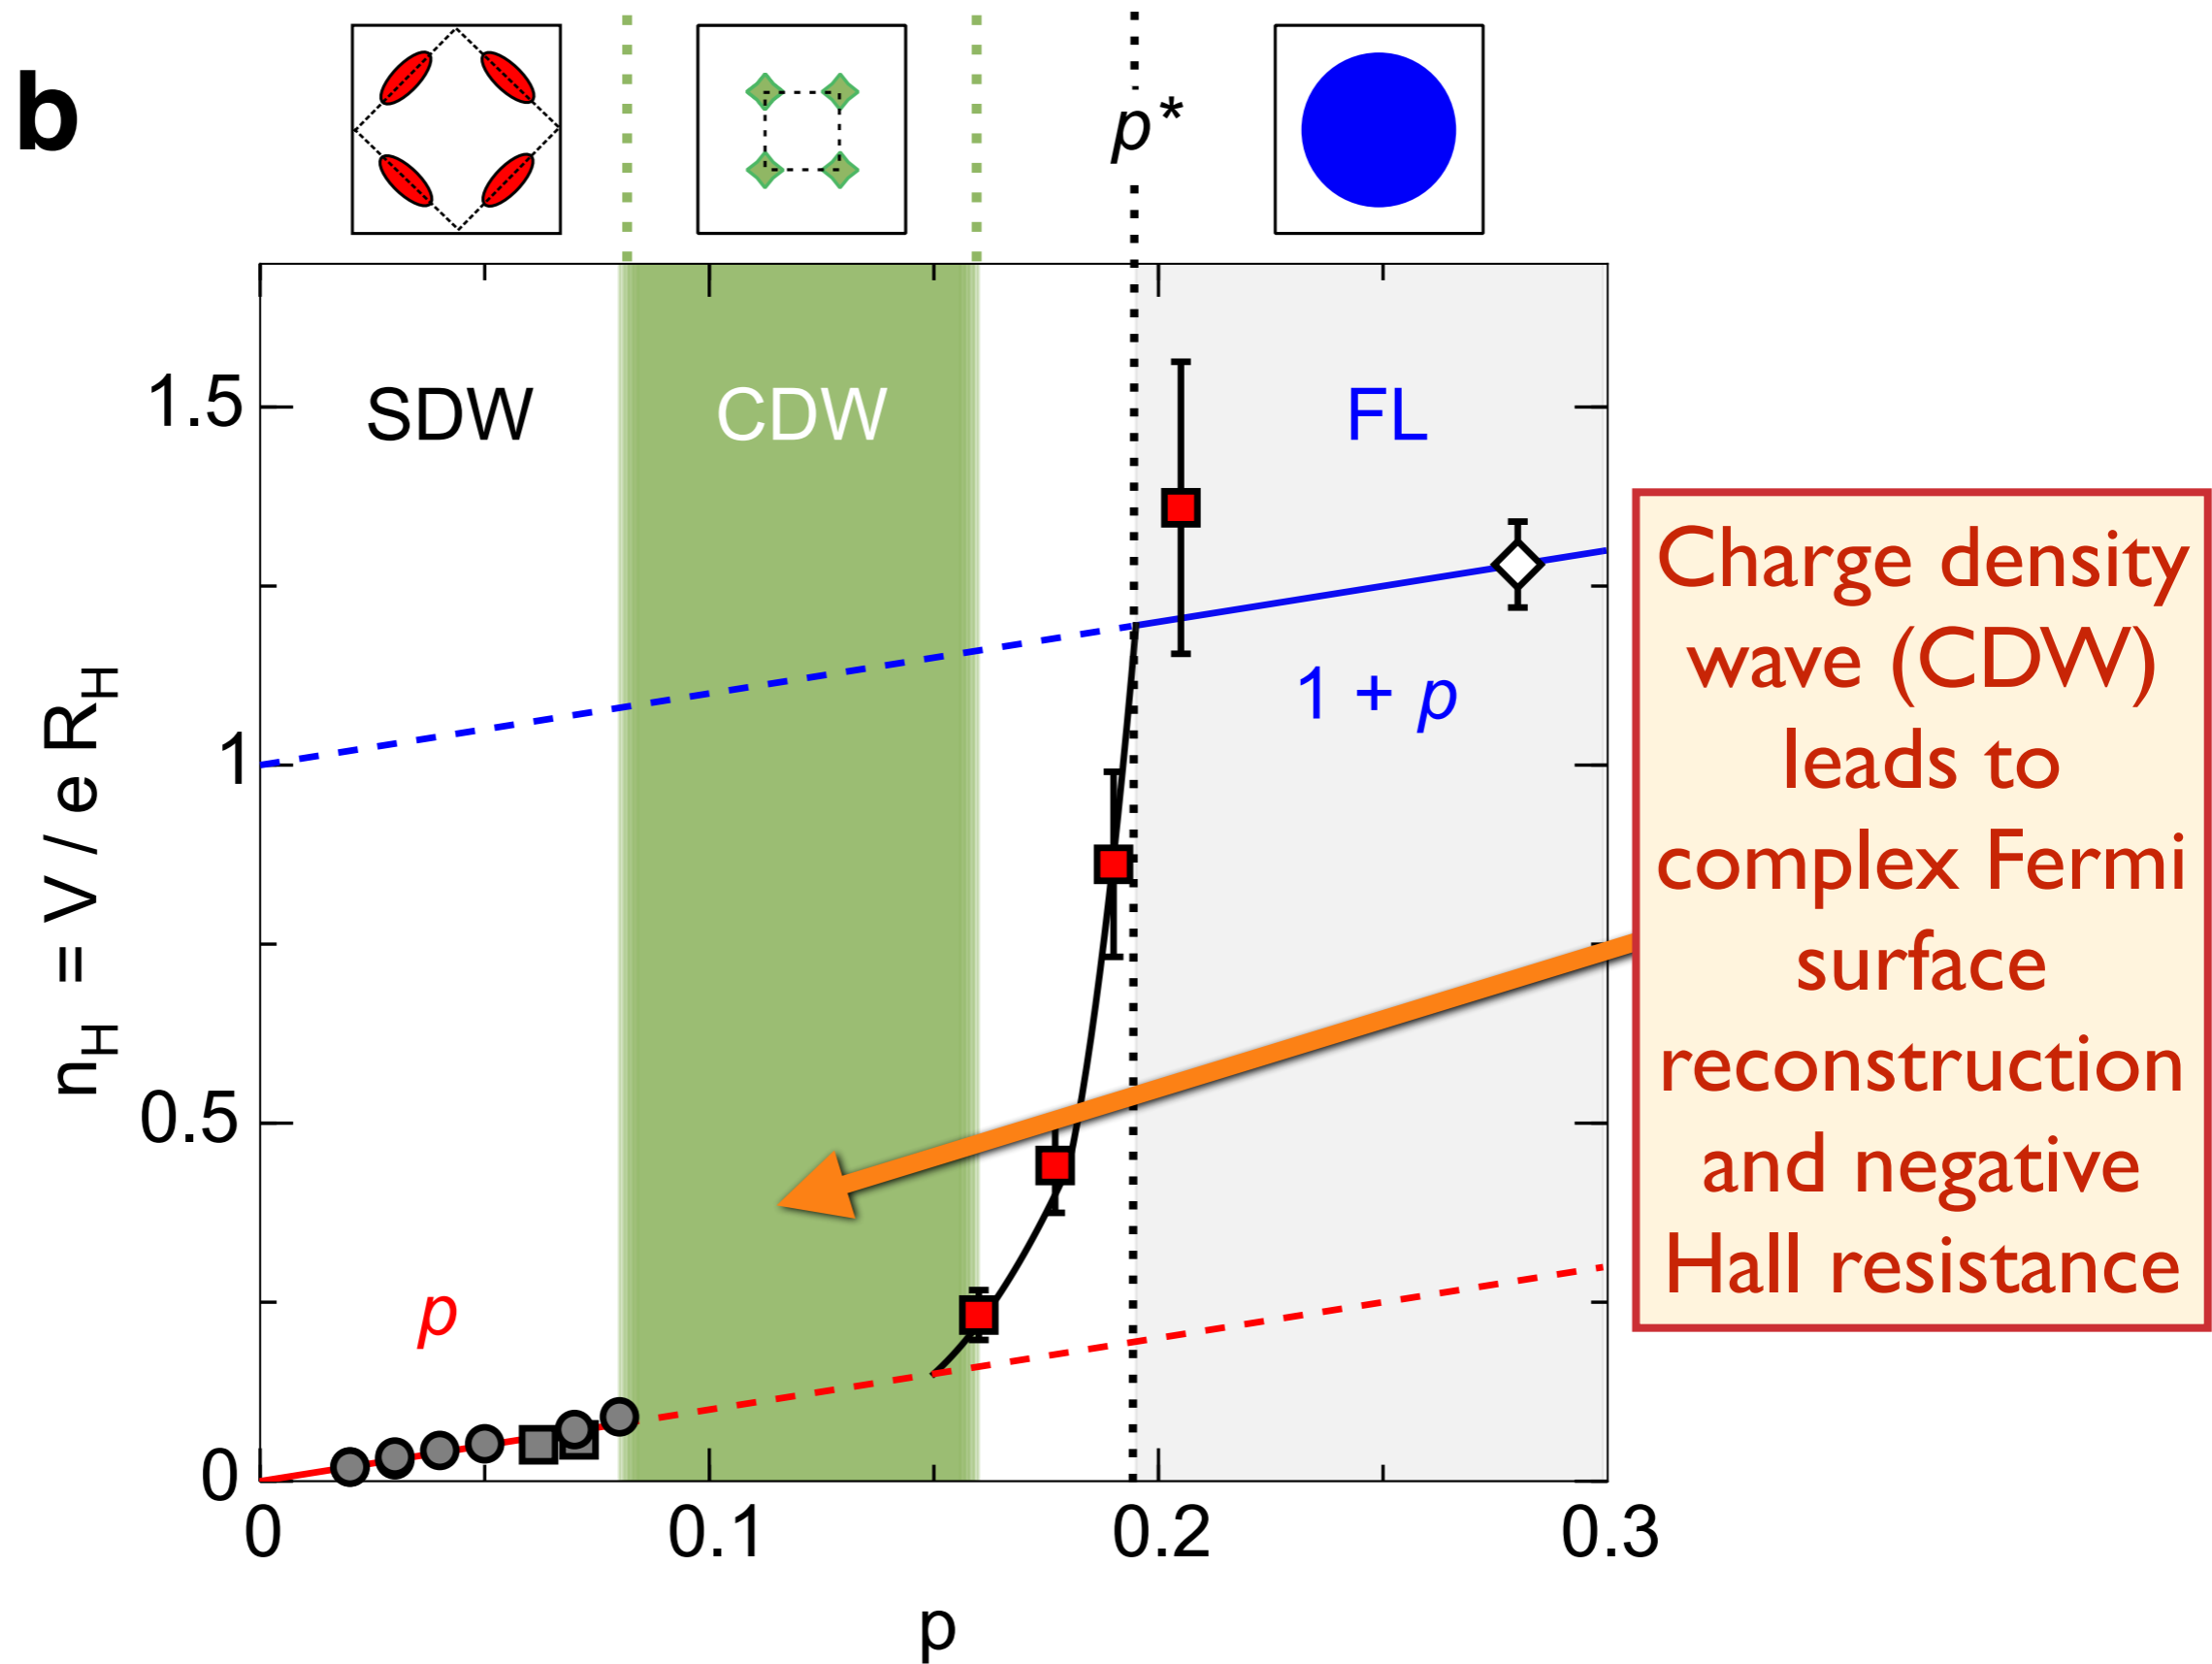 b
p*
1.5
SDW
CDW
FL
1 + p
1
n_H = V / e R_H
0.5
p
0
0
0.1
0.2
0.3
p
Charge density
wave (CDW)
leads to
complex Fermi
surface
reconstruction
and negative
Hall resistance